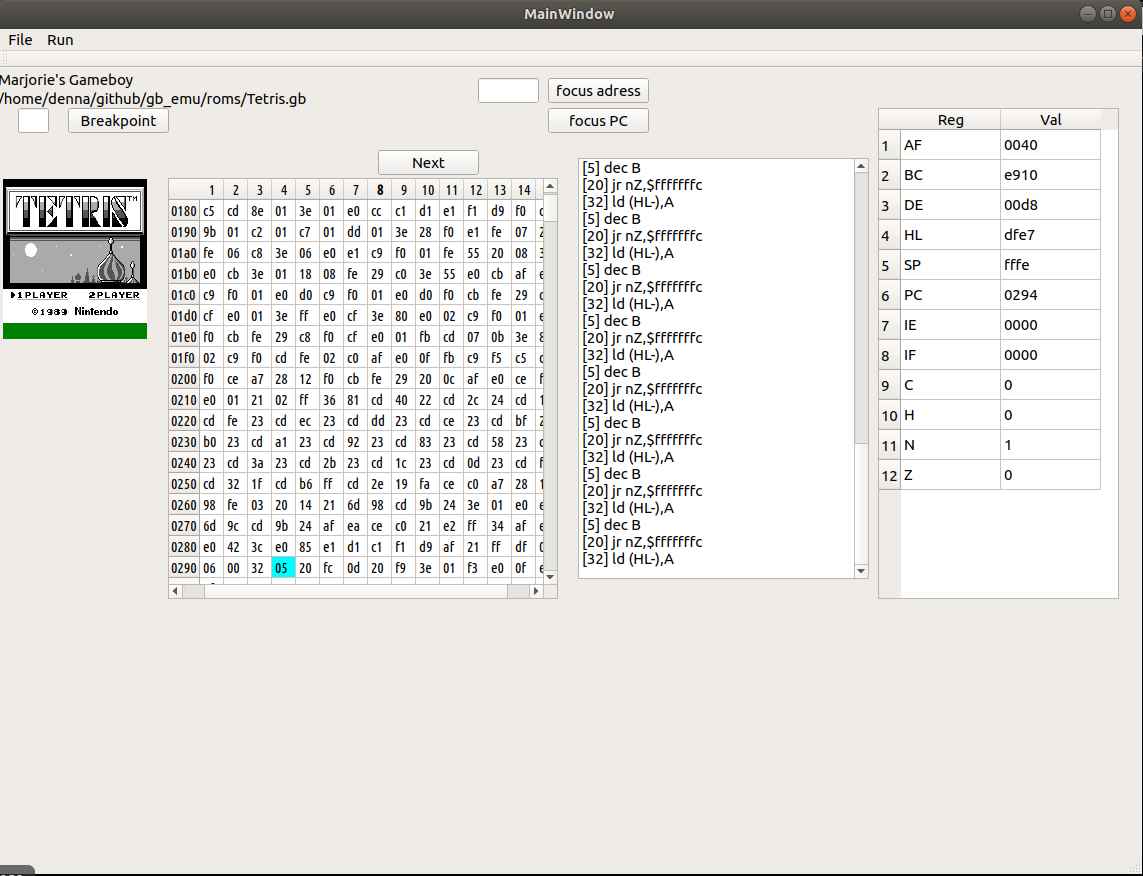 MainWindow
File Run
Marjorie's Gameboy
/home/denna/github/gb_emu/roms/Tetris.gb
focus adress
Breakpoint
focus PC
Next
TETRIS™
1PLAYER 2PLAYER
©1989 Nintendo
1 2 3 4 5 6 7 8 9 10 11 12 13 14
0180 c5 cd 8e 01 3e 01 e0 cc c1 d1 e1 f1 d9 f0
0190 9b 01 c2 01 c7 01 dd 01 3e 28 f0 e1 fe 07
01a0 fe 06 c8 3e 06 e0 e1 c9 f0 01 fe 55 20 08
01b0 e0 cb 3e 01 18 08 fe 29 c0 3e 55 e0 cb af
01c0 c9 f0 01 e0 d0 c9 f0 01 e0 d0 f0 cb fe 29
01d0 cf e0 01 3e ff e0 cf 3e 80 e0 02 c9 f0 01
01e0 f0 cb fe 29 c8 f0 cf e0 01 fb cd 07 0b 3e
01f0 02 c9 f0 cd fe 02 c0 af e0 0f fb c9 f5 c5
0200 f0 ce a7 28 12 f0 cb fe 29 20 0c af e0 ce
0210 e0 01 21 02 ff 36 81 cd 40 22 cd 2c 24 cd
0220 cd fe 23 cd ec 23 cd dd 23 cd ce 23 cd bf
0230 b0 23 cd a1 23 cd 92 23 cd 83 23 cd 58 23
0240 23 cd 3a 23 cd 2b 23 cd 1c 23 cd 0d 23 cd
0250 cd 32 1f cd b6 ff cd 2e 19 fa ce c0 a7 28
0260 98 fe 03 20 14 21 6d 98 cd 9b 24 3e 01 e0
0270 6d 9c cd 9b 24 af ea ce c0 21 e2 ff 34 af
0280 e0 42 3c e0 85 e1 d1 c1 f1 d9 af 21 ff df
0290 06 00 32 05 20 fc 0d 20 f9 3e 01 f3 e0 0f
[5] dec B
[20] jr nZ,$fffffffc
[32] ld (HL-),A
[5] dec B
[20] jr nZ,$fffffffc
[32] ld (HL-),A
[5] dec B
[20] jr nZ,$fffffffc
[32] ld (HL-),A
[5] dec B
[20] jr nZ,$fffffffc
[32] ld (HL-),A
[5] dec B
[20] jr nZ,$fffffffc
[32] ld (HL-),A
[5] dec B
[20] jr nZ,$fffffffc
[32] ld (HL-),A
[5] dec B
[20] jr nZ,$fffffffc
[32] ld (HL-),A
[5] dec B
[20] jr nZ,$fffffffc
[32] ld (HL-),A
Reg Val
1 AF 0040
2 BC e910
3 DE 00d8
4 HL dfe7
5 SP fffe
6 PC 0294
7 IE 0000
8 IF 0000
9 C 0
10 H 0
11 N 1
12 Z 0